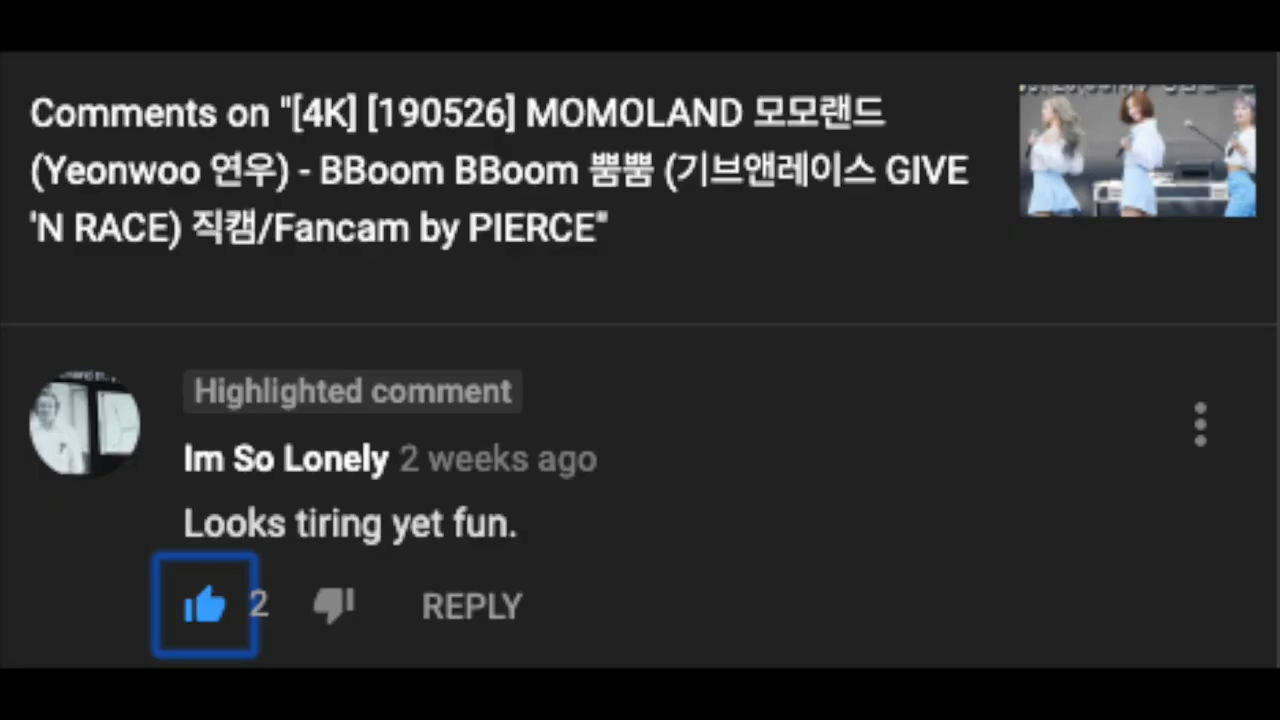 Comments on "[4K] [190526] MOMOLAND 모모랜드
(Yeonwoo 연우) - BBoom BBoom 뿜뿜 (기브앤레이스 GIVE
'N RACE) 직캠/Fancam by PIERCE"
Highlighted comment
Im So Lonely 2 weeks ago
Looks tiring yet fun.
2 REPLY